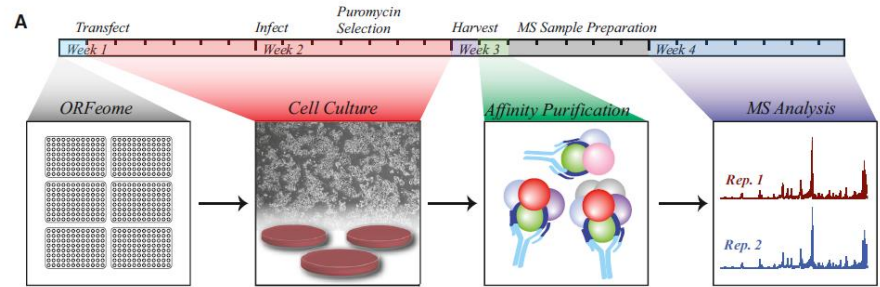 A
Transfect
Infect
Puromycin
Selection
Harvest
MS Sample Preparation
Week 1
Week 2
Week 3
Week 4
ORFeome
Cell Culture
Affinity Purification
MS Analysis
Rep. 1
Rep. 2